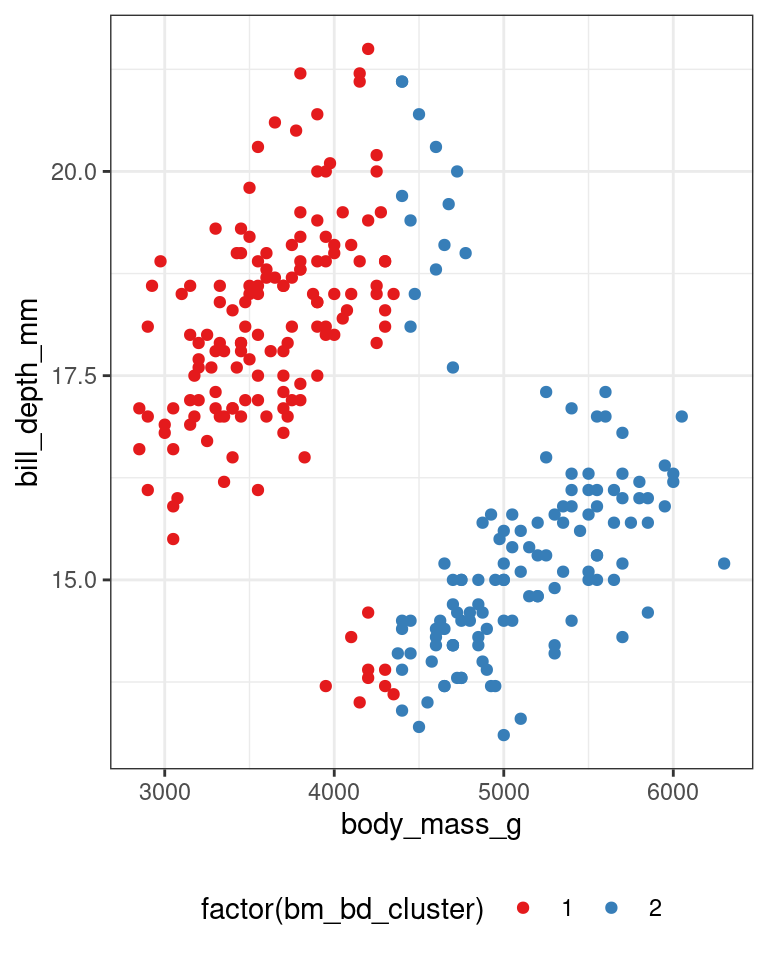 20.0
17.5
15.0
bill_depth_mm
3000 4000 5000 6000
body_mass_g
factor(bm_bd_cluster) 1 2